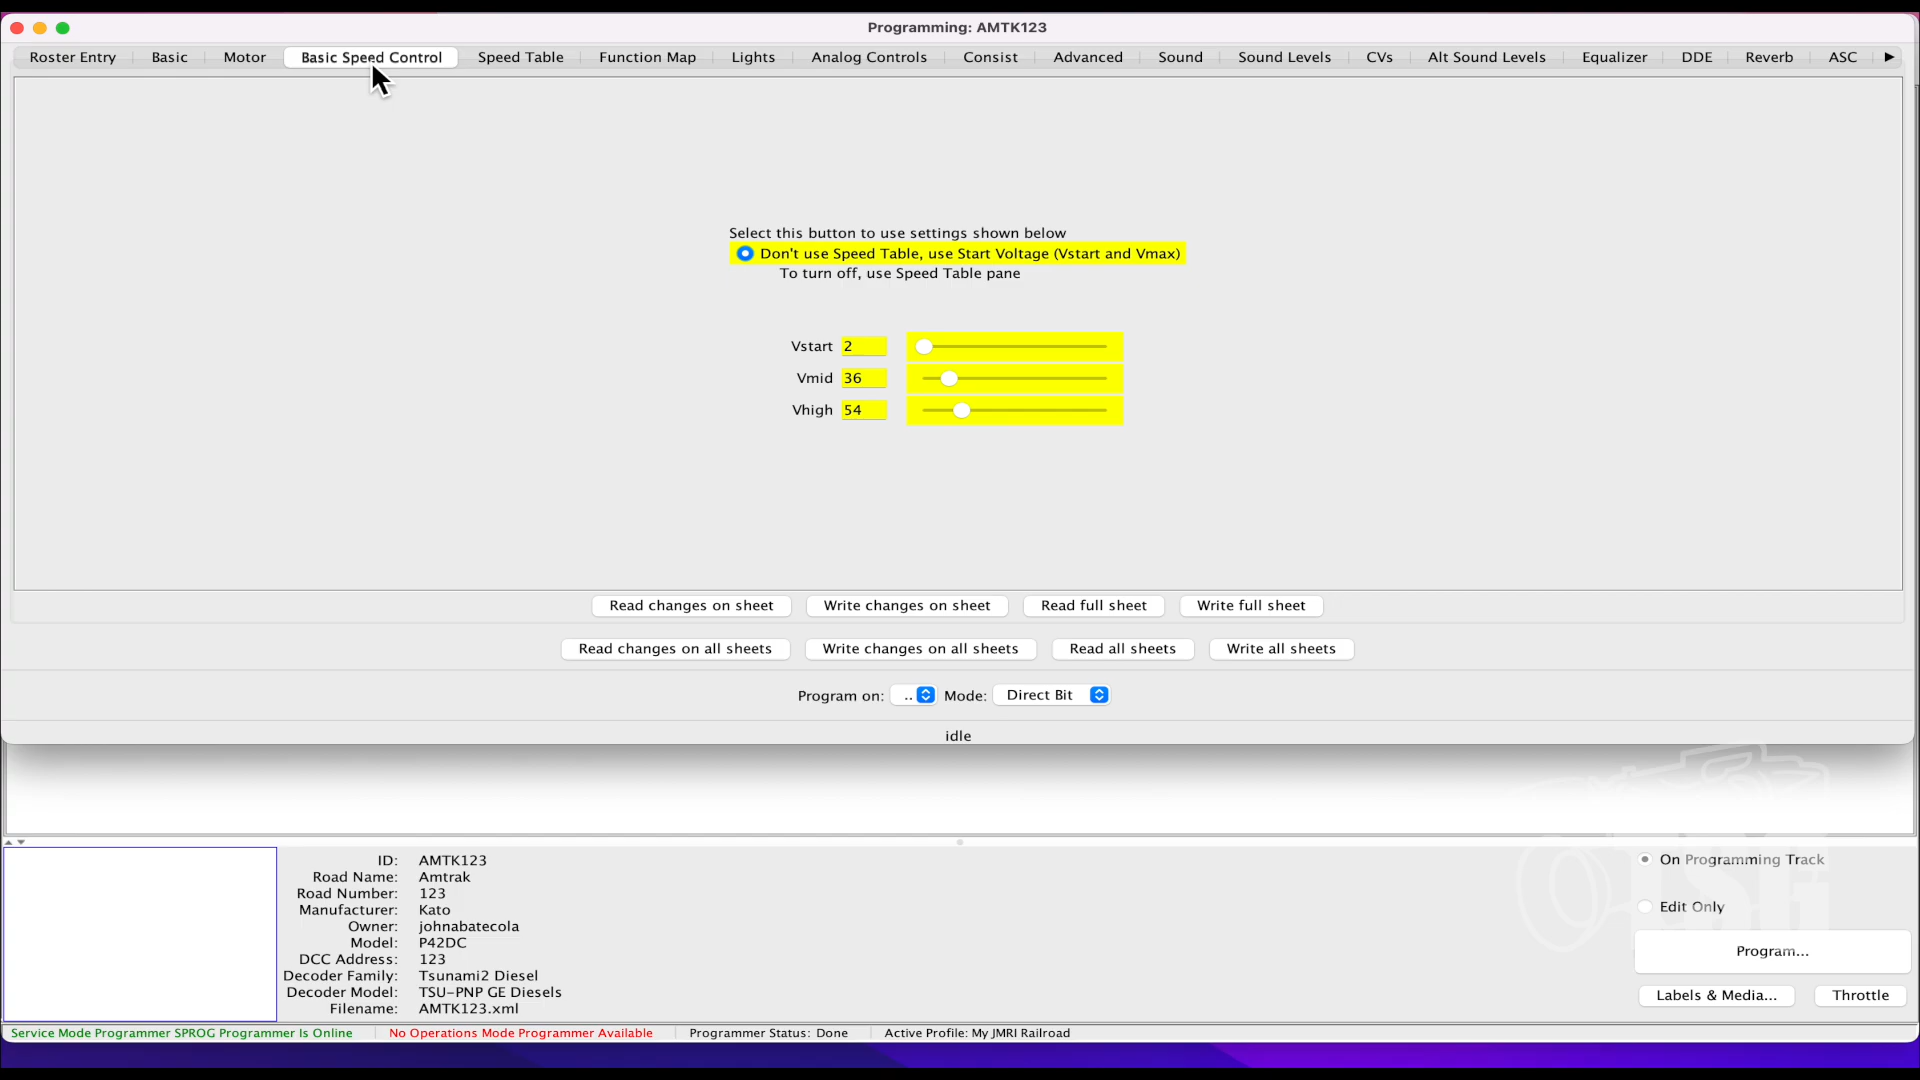 Programming: AMTK123
Roster Entry Basic Motor Basic Speed Control Speed Table Function Map Lights Analog Controls Consist Advanced Sound Sound Levels CVs Alt Sound Levels Equalizer DDE Reverb ASC
Select this button to use settings shown below
Don't use Speed Table, use Start Voltage (Vstart and Vmax)
To turn off, use Speed Table pane
Vstart 2
Vmid 36
Vhigh 54
Read changes on sheet Write changes on sheet Read full sheet Write full sheet
Read changes on all sheets Write changes on all sheets Read all sheets Write all sheets
Program on: .. Mode: Direct Bit
idle
ID: AMTK123
Road Name: Amtrak
Road Number: 123
Manufacturer: Kato
Owner: johnabatecola
Model: P42DC
DCC Address: 123
Decoder Family: Tsunami2 Diesel
Decoder Model: TSU-PNP GE Diesels
Filename: AMTK123.xml
On Programming Track
Edit Only
Program...
Labels & Media... Throttle
Service Mode Programmer SPROG Programmer Is Online No Operations Mode Programmer Available Programmer Status: Done Active Profile: My JMRI Railroad